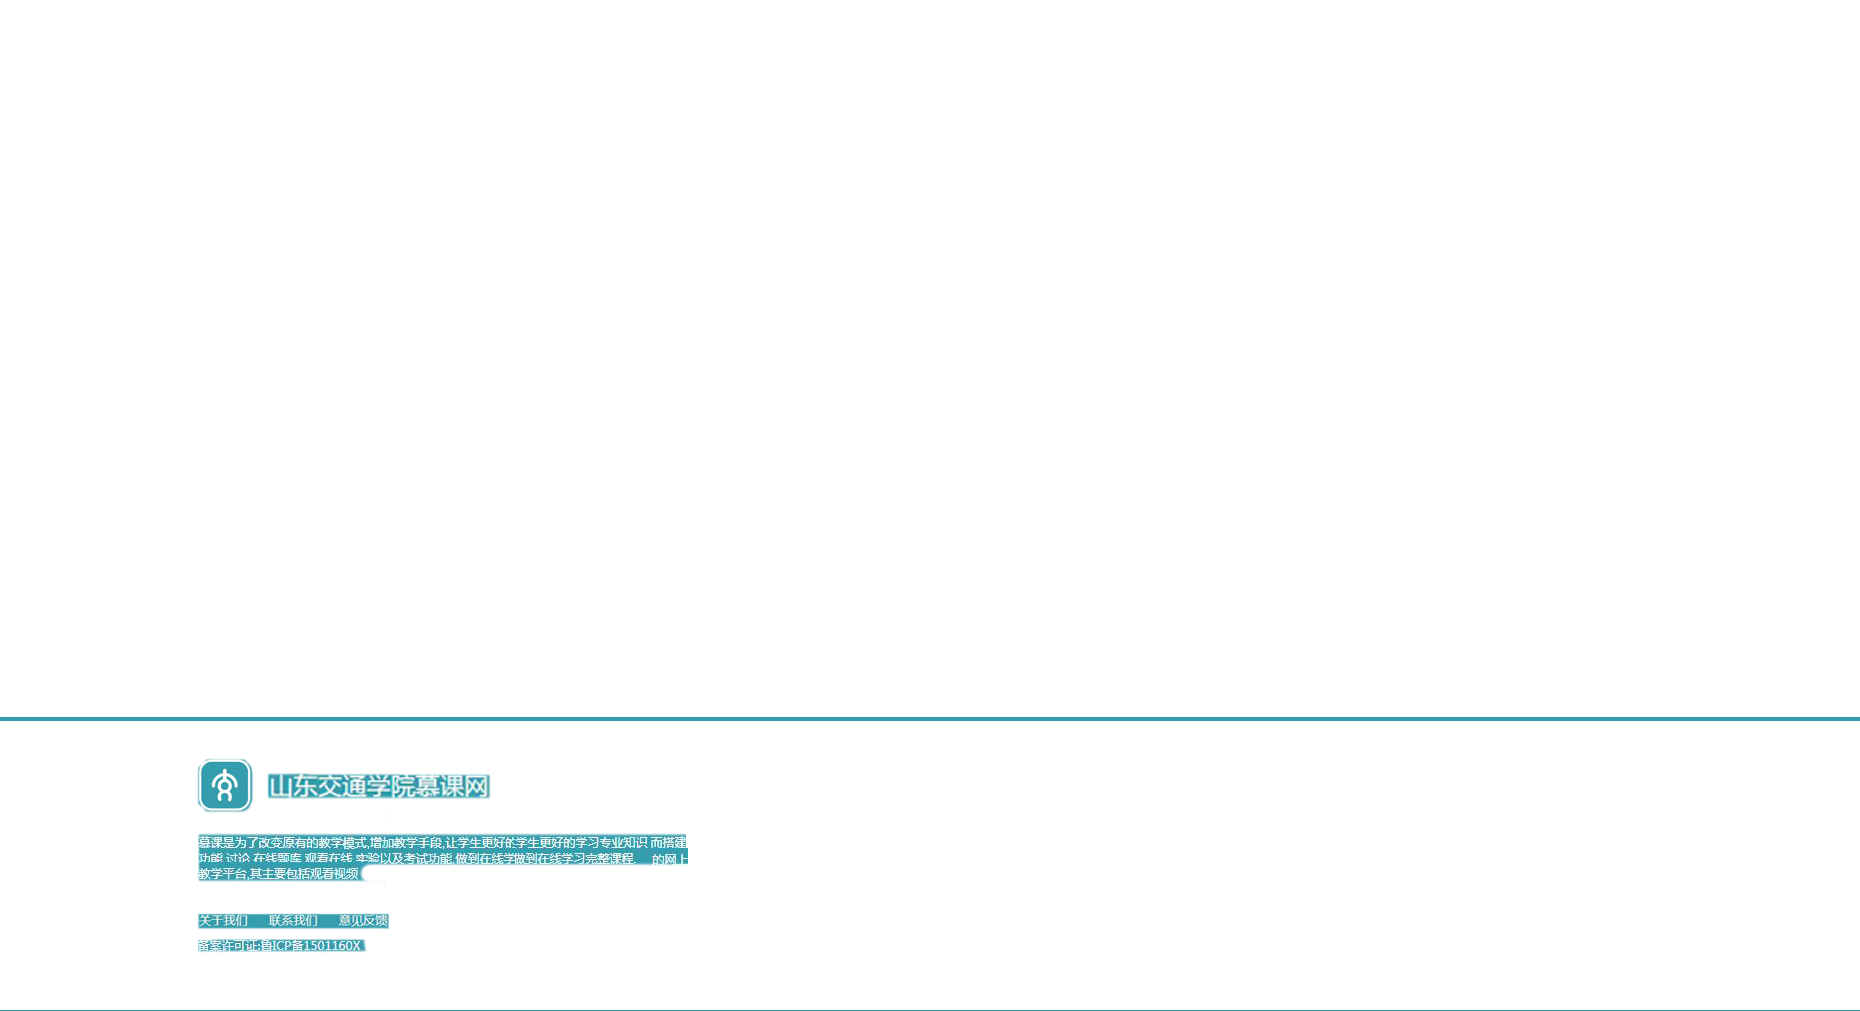 山东交通学院慕课网
慕课是为了改变原有的教学模式,增加教学手段,让学生更好的学生更好的学习专业知识 而搭建
功能,讨论,在线题库,观看在线,实验以及考试功能,做到在线学做到在线学习完整课程. 的网上
教学平台,其主要包括观看视频
关于我们 联系我们 意见反馈
备案许可证:鲁ICP备1501160X